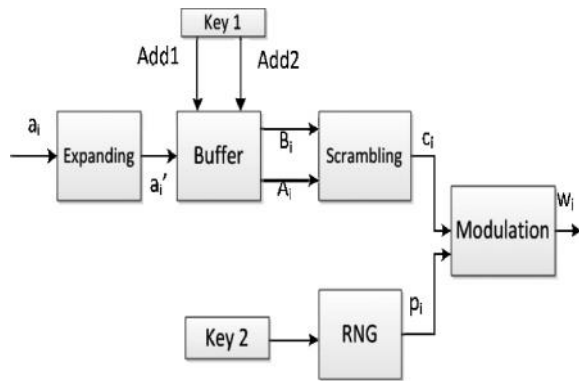 Key 1
Add1
Add2
aᵢ
Expanding
aᵢ'
Buffer
Bᵢ
Aᵢ
Scrambling
cᵢ
Modulation
wᵢ
Key 2
RNG
pᵢ